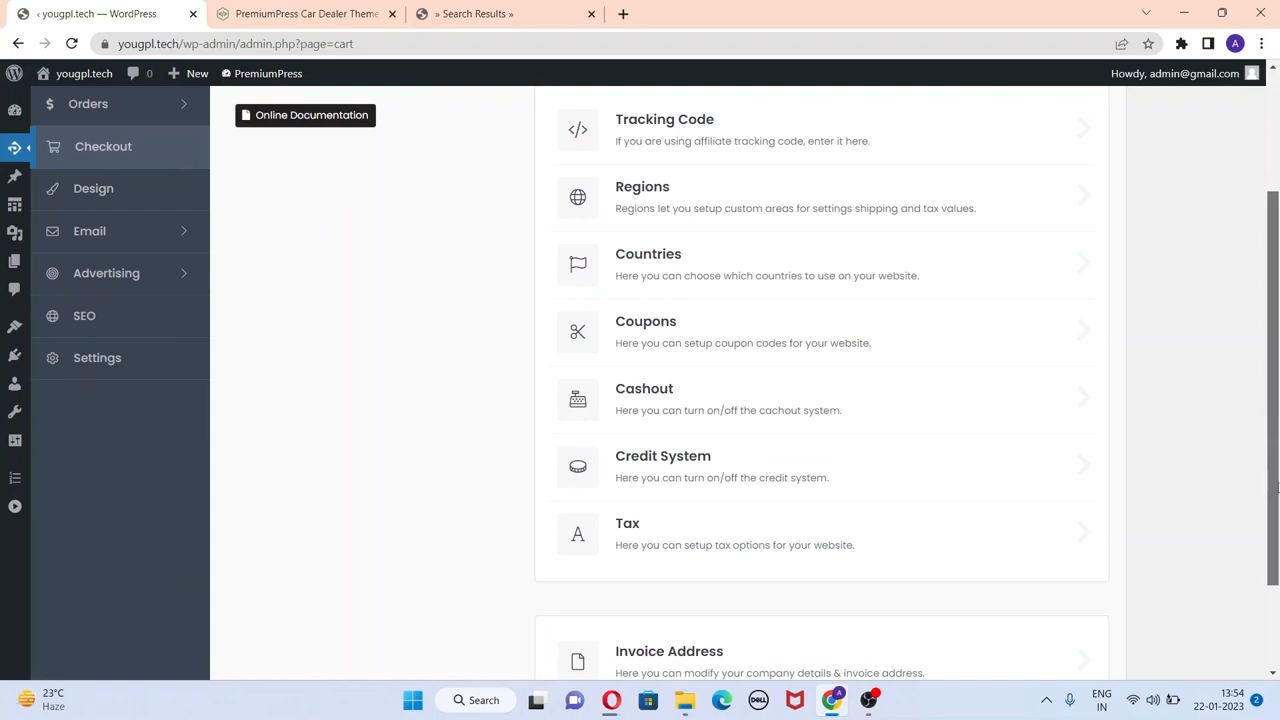 yougpl.tech — WordPress
PremiumPress Car Dealer Theme
» Search Results »
yougpl.tech/wp-admin/admin.php?page=cart
A
yougpl.tech
0
New
PremiumPress
Howdy, admin@gmail.com
Orders
Checkout
Design
Email
Advertising
SEO
Settings
Online Documentation
Tracking Code
If you are using affiliate tracking code, enter it here.
Regions
Regions let you setup custom areas for settings shipping and tax values.
Countries
Here you can choose which countries to use on your website.
Coupons
Here you can setup coupon codes for your website.
Cashout
Here you can turn on/off the cachout system.
Credit System
Here you can turn on/off the credit system.
Tax
Here you can setup tax options for your website.
Invoice Address
Here you can modify your company details & invoice address.
23°C
Haze
Search
DELL
A
ENG
IN
13:54
22-01-2023
2